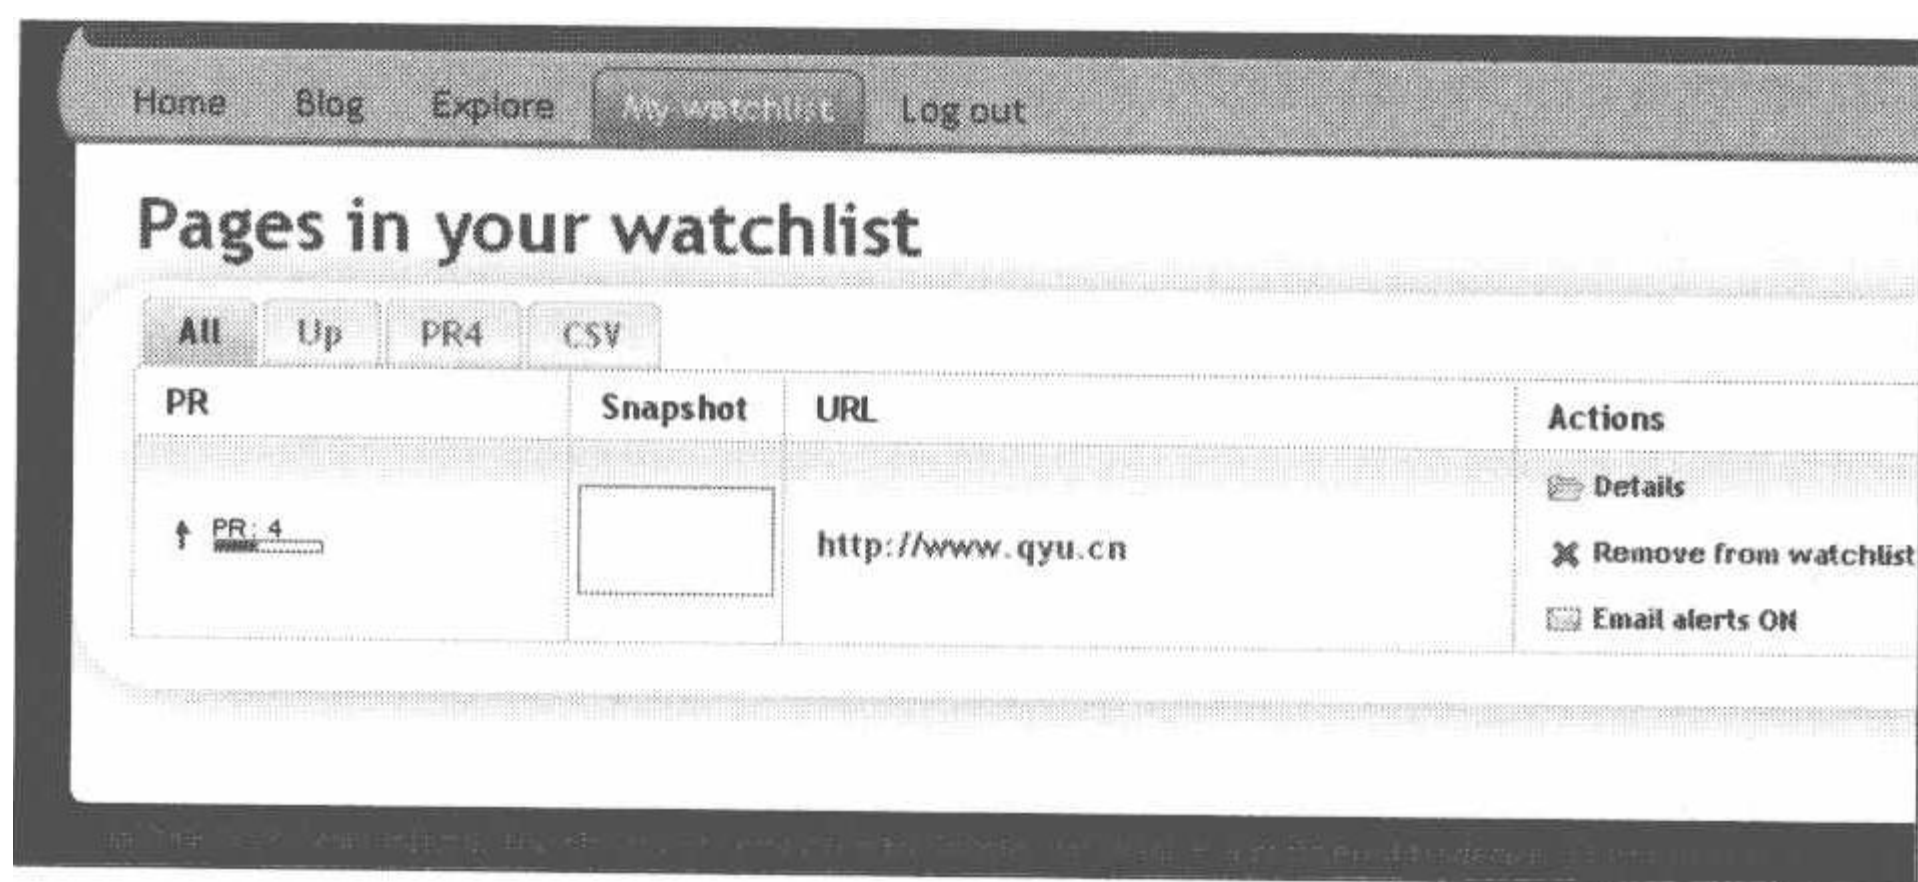 Home Blog Explore My watchlist Log out
Pages in your watchlist
All Up PR4 CSV
PR Snapshot URL Actions
Details
PR: 4 http://www.qyu.cn Remove from watchlist
Email alerts ON